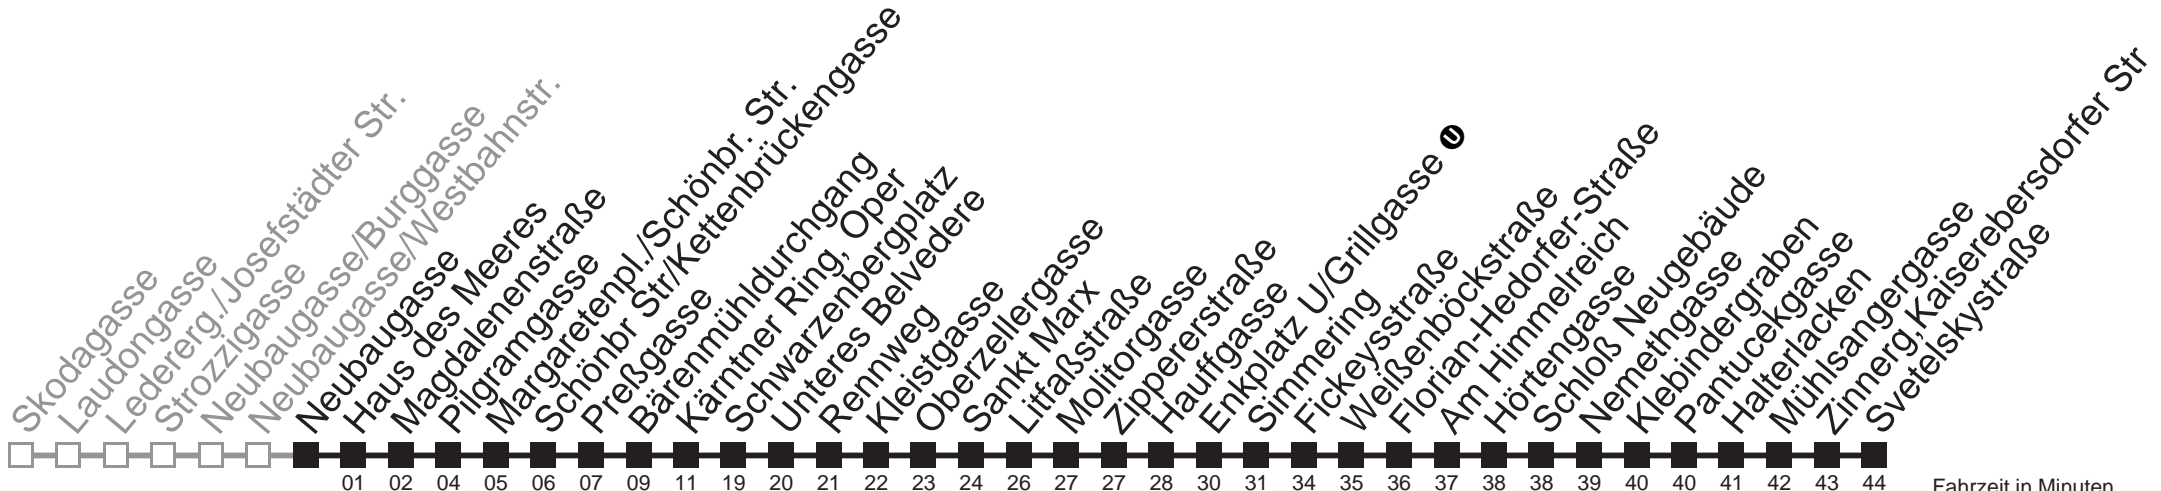 Skodagasse
Laudongasse
Ledererg./Josefstädter Str.
Strozzigasse
Neubaugasse/Burggasse
Neubaugasse/Westbahnstr.
Neubaugasse
Haus des Meeres
Magdalenenstraße
Pilgramgasse
Margaretenpl./Schönbr. Str.
Schönbr Str/Kettenbrückengasse
Preßgasse
Bärenmühldurchgang
Kärntner Ring, Oper
Schwarzenbergplatz
Unteres Belvedere
Rennweg
Kleistgasse
Oberzellergasse
Sankt Marx
Litfaßstraße
Molitorgasse
Zippererstraße
Hauffgasse
Enkplatz U/Grillgasse U
Simmering
Fickeysstraße
Weißenböckstraße
Florian-Hedorfer-Straße
Am Himmelreich
Hörtengasse
Schloß Neugebäude
Nemethgasse
Klebindergraben
Pantucekgasse
Halterlacken
Mühlsangergasse
Zinnerg,Kaiserebersdorfer Str
Svetelskystraße
01 02 04 05 06 07 09 11 19 20 21 22 23 24 26 27 27 28 30 31 34 35 36 37 38 38 39 40 40 41 42 43 44
Fahrzeit in Minuten